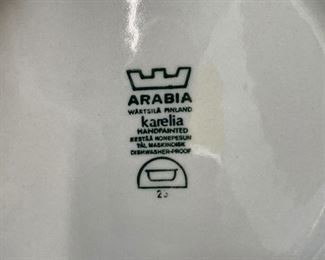 ARABIA
WÄRTSILÄ FINLAND
karelia
HANDPAINTED
KESTÄÄ KONEPESUN
TÅL MASKINDISK
DISHWASHER-PROOF